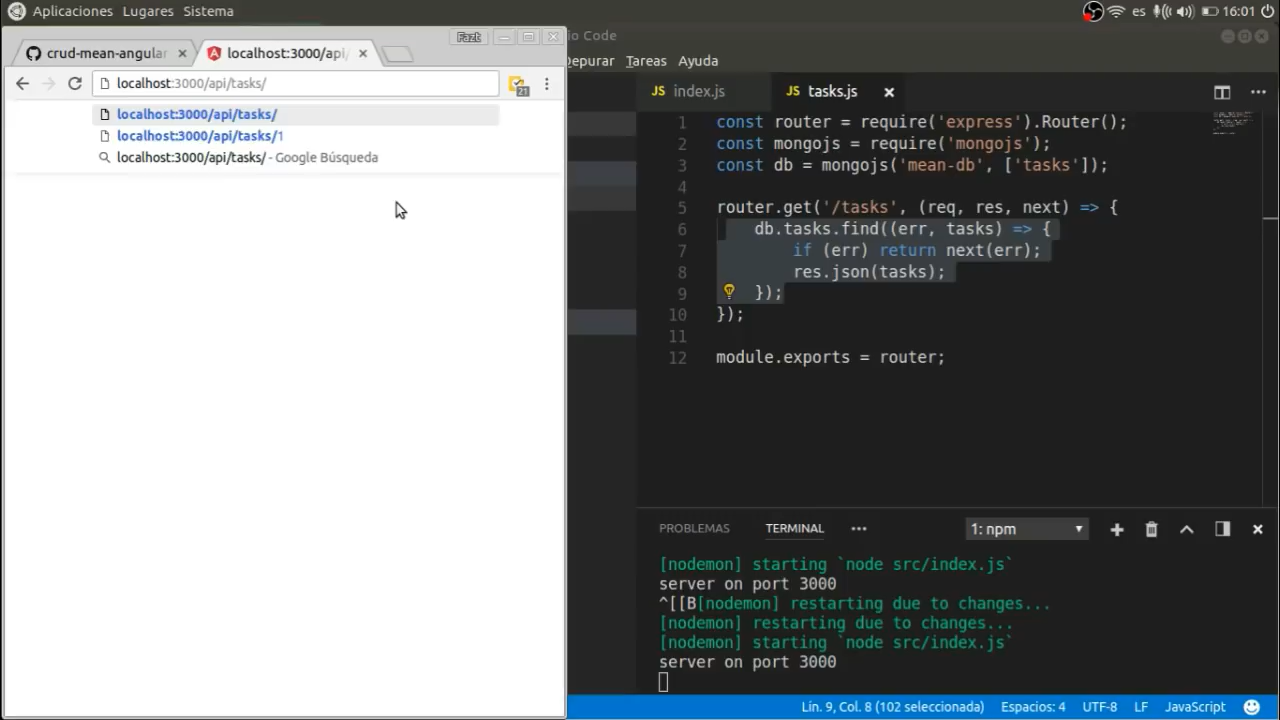 Aplicaciones Lugares Sistema
es
16:01
Fazt
crud-mean-angular
localhost:3000/api/
localhost:3000/api/tasks/
21
localhost:3000/api/tasks/
localhost:3000/api/tasks/1
localhost:3000/api/tasks/ - Google Búsqueda
io Code
Depurar Tareas Ayuda
JS index.js
JS tasks.js
1 const router = require('express').Router();
2 const mongojs = require('mongojs');
3 const db = mongojs('mean-db', ['tasks']);
4
5 router.get('/tasks', (req, res, next) => {
6 db.tasks.find((err, tasks) => {
7 if (err) return next(err);
8 res.json(tasks);
9 });
10 });
11
12 module.exports = router;
PROBLEMAS TERMINAL 1: npm
[nodemon] starting `node src/index.js`
server on port 3000
^[[B[nodemon] restarting due to changes...
[nodemon] restarting due to changes...
[nodemon] starting `node src/index.js`
server on port 3000
Lín. 9, Col. 8 (102 seleccionada) Espacios: 4 UTF-8 LF JavaScript